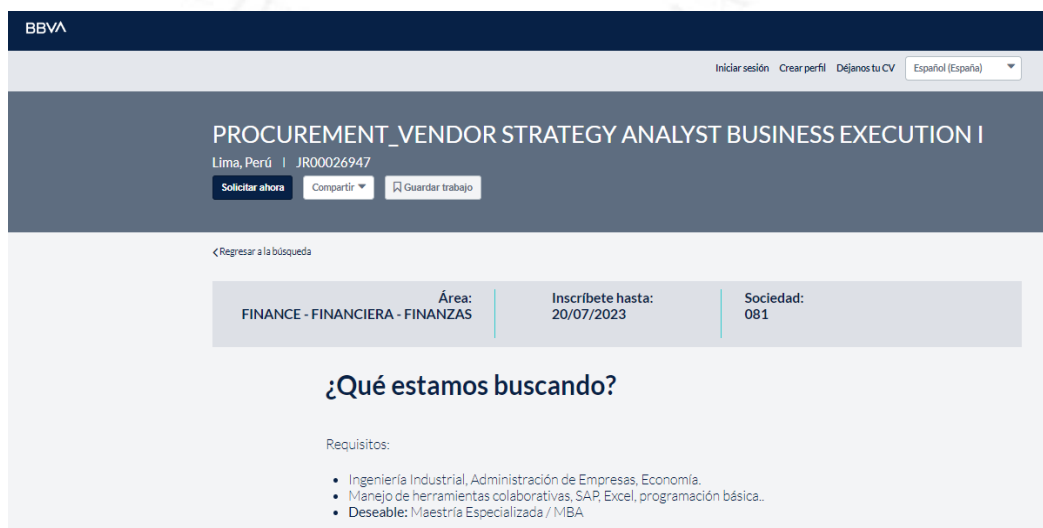 BBVA
Iniciar sesión Crear perfil Déjanos tu CV Español (España)
PROCUREMENT_VENDOR STRATEGY ANALYST BUSINESS EXECUTION I
Lima, Perú | JR00026947
Solicitar ahora Compartir Guardar trabajo
Regresar a la búsqueda
Área: Inscríbete hasta: Sociedad:
FINANCE - FINANCIERA - FINANZAS 20/07/2023 081
¿Qué estamos buscando?
Requisitos:
• Ingeniería Industrial, Administración de Empresas, Economía.
• Manejo de herramientas colaborativas, SAP, Excel, programación básica..
• Deseable: Maestría Especializada / MBA